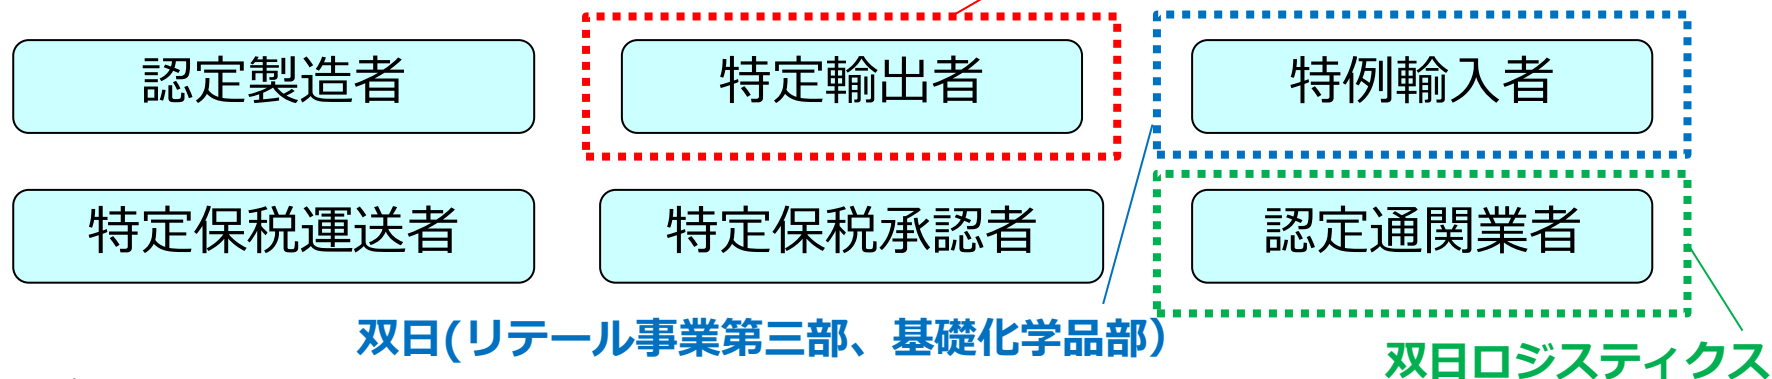 認定製造者
特定輸出者
特例輸入者
特定保税運送者
特定保税承認者
認定通関業者
双日(リテール事業第三部、基礎化学品部）
双日ロジスティクス